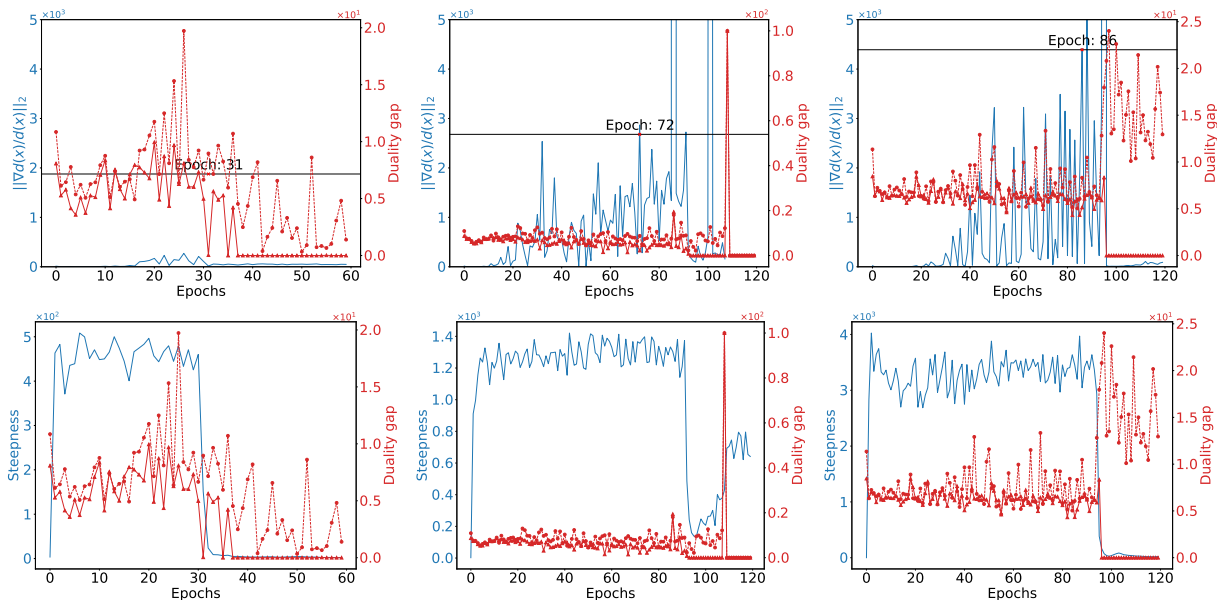 ×10³ ×10¹
5 4 3 2 1 0
||∇d(x)/d(x)||₂
Epoch: 31
2.0 1.5 1.0 0.5 0.0
Duality gap
0 10 20 30 40 50 60
Epochs
×10³ ×10²
5 4 3 2 1 0
||∇d(x)/d(x)||₂
Epoch: 72
1.0 0.8 0.6 0.4 0.2 0.0
Duality gap
0 20 40 60 80 100 120
Epochs
×10³ ×10¹
5 4 3 2 1 0
||∇d(x)/d(x)||₂
Epoch: 86
2.5 2.0 1.5 1.0 0.5 0.0
Duality gap
0 20 40 60 80 100 120
Epochs
×10² ×10¹
5 4 3 2 1 0
Steepness
2.0 1.5 1.0 0.5 0.0
Duality gap
0 10 20 30 40 50 60
Epochs
×10³ ×10²
1.4 1.2 1.0 0.8 0.6 0.4 0.2 0.0
Steepness
1.0 0.8 0.6 0.4 0.2 0.0
Duality gap
0 20 40 60 80 100 120
Epochs
×10³ ×10¹
4 3 2 1 0
Steepness
2.5 2.0 1.5 1.0 0.5 0.0
Duality gap
0 20 40 60 80 100 120
Epochs